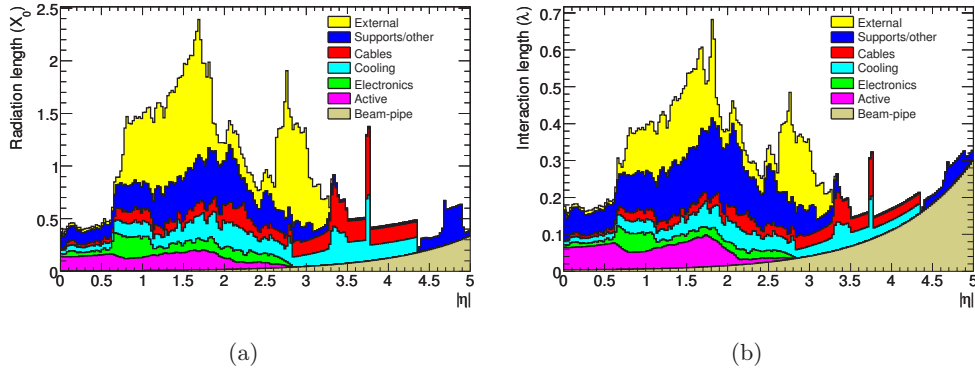 Radiation length (X₀)
2.5
2
1.5
1
0.5
0
External
Supports/other
Cables
Cooling
Electronics
Active
Beam-pipe
0 0.5 1 1.5 2 2.5 3 3.5 4 4.5 5
|η|
(a)
Interaction length (λ)
0.7
0.6
0.5
0.4
0.3
0.2
0.1
0
External
Supports/other
Cables
Cooling
Electronics
Active
Beam-pipe
0 0.5 1 1.5 2 2.5 3 3.5 4 4.5 5
|η|
(b)